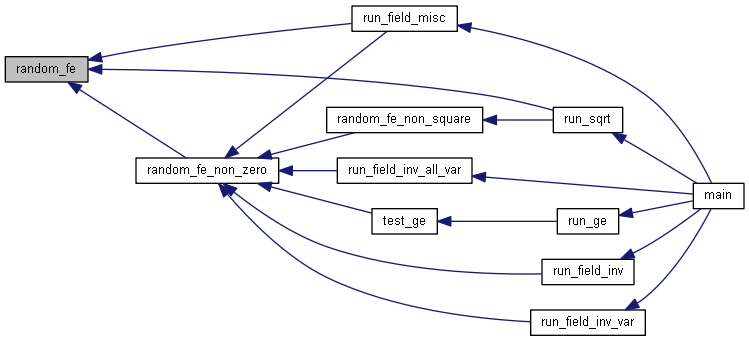 run_field_misc
random_fe
random_fe_non_square
run_sqrt
random_fe_non_zero
run_field_inv_all_var
main
test_ge
run_ge
run_field_inv
run_field_inv_var